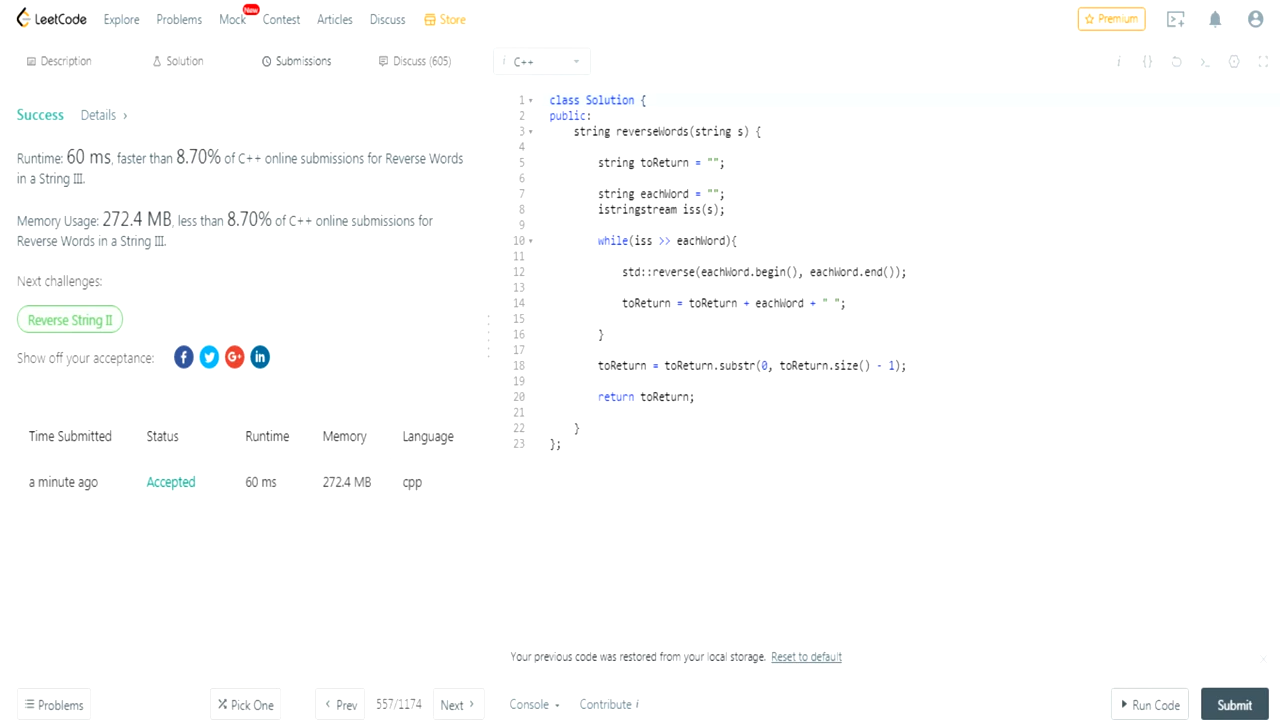 LeetCode Explore Problems Mock New Contest Articles Discuss Store Premium
Description Solution Submissions Discuss (605) i C++
Success Details ›
Runtime: 60 ms, faster than 8.70% of C++ online submissions for Reverse Words
in a String III.
Memory Usage: 272.4 MB, less than 8.70% of C++ online submissions for
Reverse Words in a String III.
Next challenges:
Reverse String II
Show off your acceptance:
Time Submitted Status Runtime Memory Language
a minute ago Accepted 60 ms 272.4 MB cpp
1 class Solution {
2 public:
3 string reverseWords(string s) {
4
5 string toReturn = "";
6
7 string eachWord = "";
8 istringstream iss(s);
9
10 while(iss >> eachWord){
11
12 std::reverse(eachWord.begin(), eachWord.end());
13
14 toReturn = toReturn + eachWord + " ";
15
16 }
17
18 toReturn = toReturn.substr(0, toReturn.size() - 1);
19
20 return toReturn;
21
22 }
23 };
Your previous code was restored from your local storage. Reset to default
Problems Pick One ‹ Prev 557/1174 Next › Console Contribute i Run Code Submit